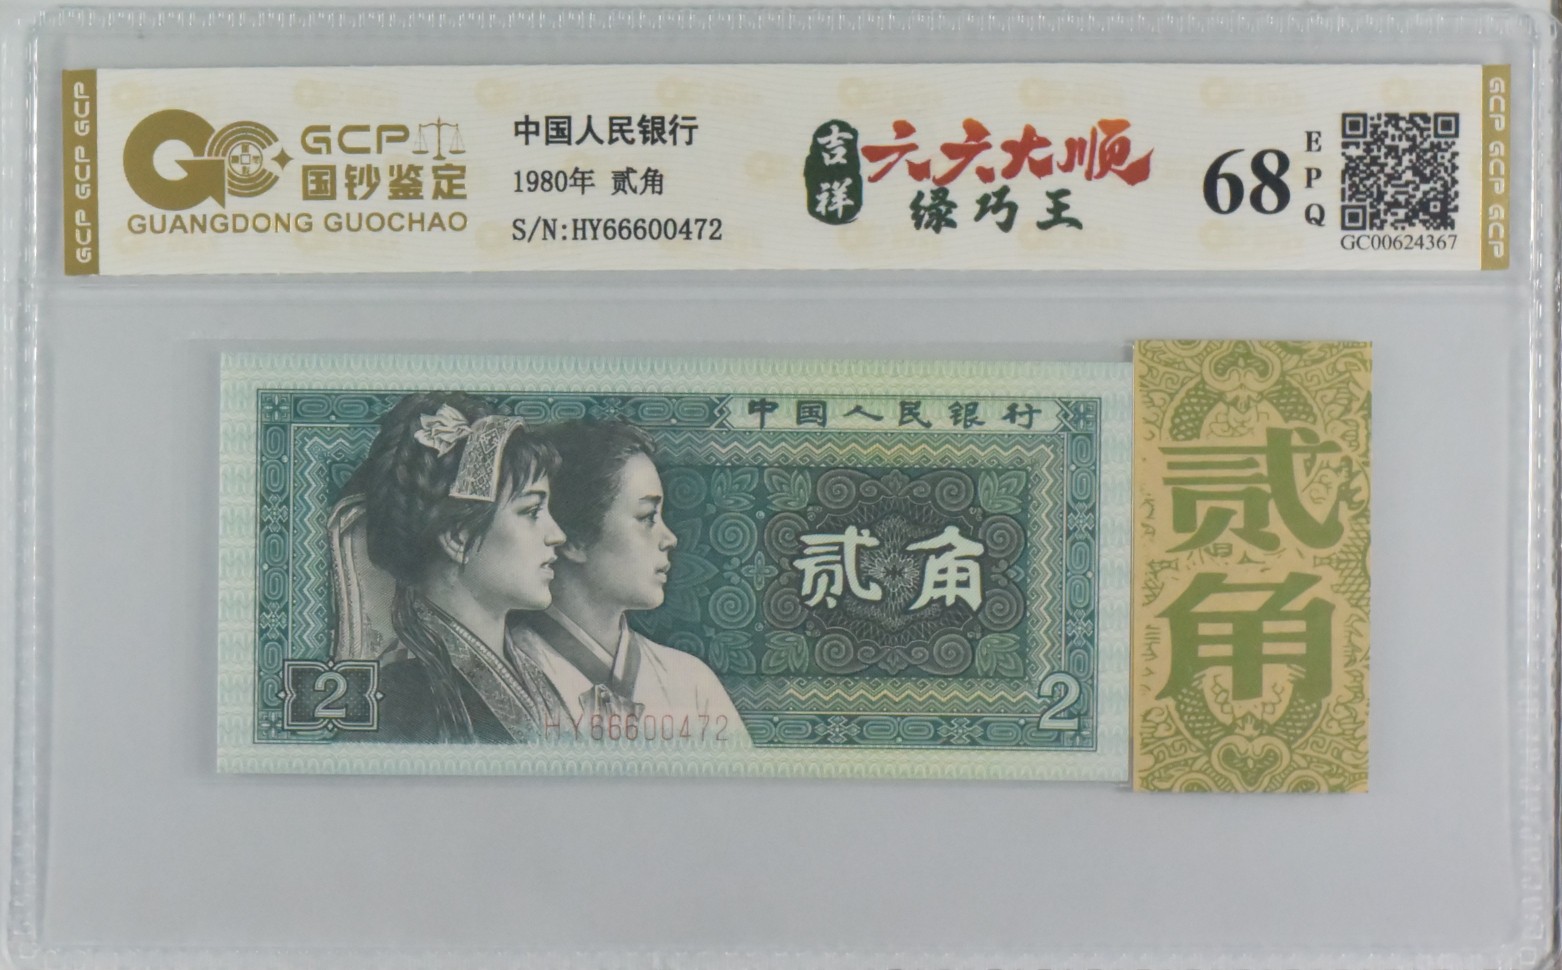 GCP GCP GCP
GCP
国钞鉴定
GUANGDONG GUOCHAO
中国人民银行
1980年 贰角
S/N:HY66600472
吉祥
六六大顺
绿巧王
68
EPQ
GC00624367
GCP GCP GCP
中国人民银行
贰角
2
HY66600472
2
贰角